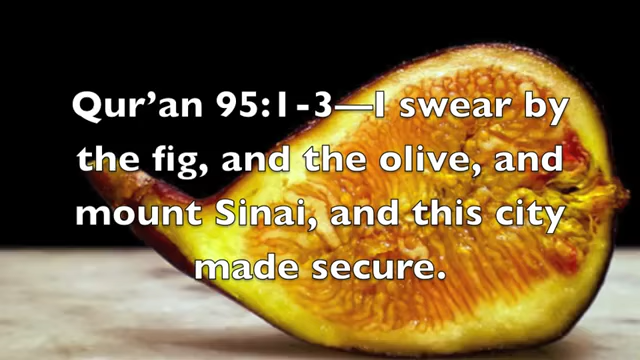 Qur’an 95:1-3—I swear by
the fig, and the olive, and
mount Sinai, and this city
made secure.